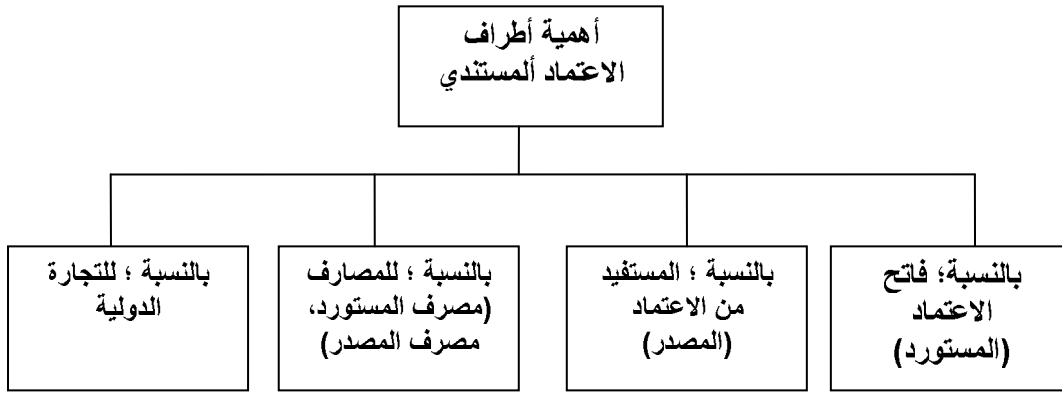 أهمية أطراف
الاعتماد ألمستندي
بالنسبة؛ فاتح
الاعتماد
(المستورد)
بالنسبة ؛ المستفيد
من الاعتماد
(المصدر)
بالنسبة ؛ للمصارف
(مصرف المستورد،
مصرف المصدر)
بالنسبة ؛ للتجارة
الدولية